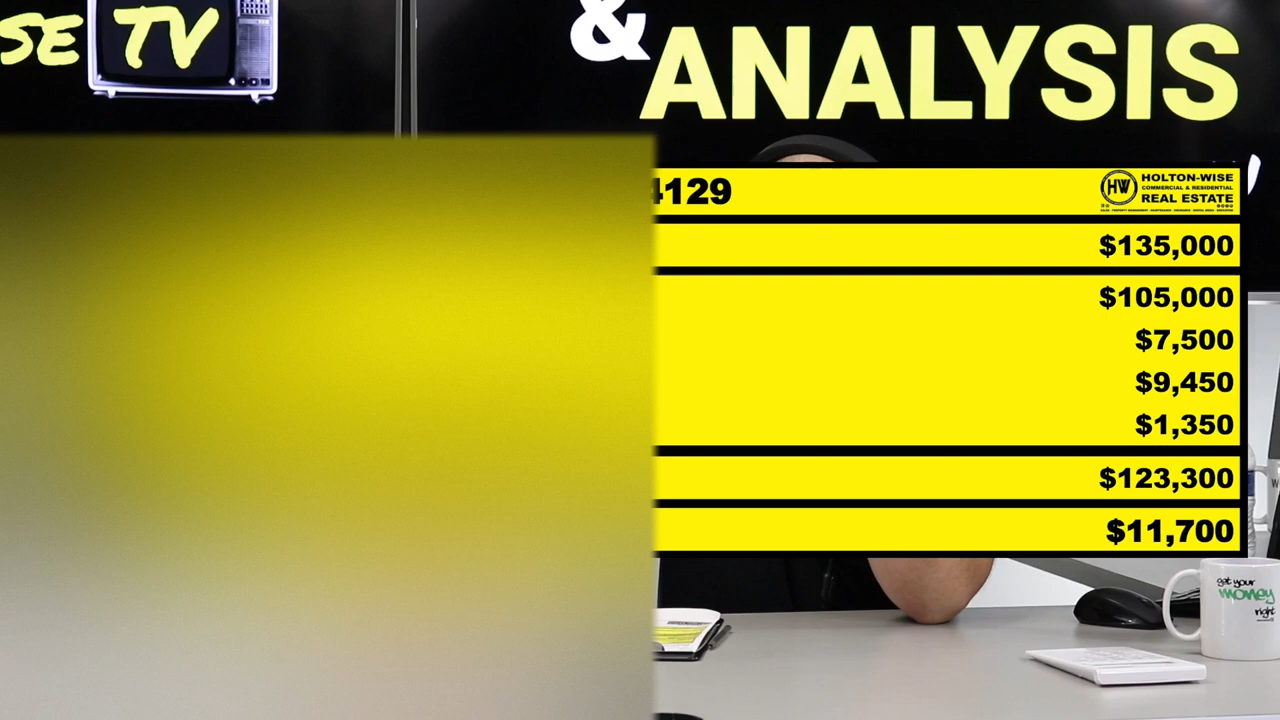 SE TV
&
ANALYSIS
4129
HOLTON-WISE
COMMERCIAL & RESIDENTIAL
REAL ESTATE
HW
$135,000
$105,000
$7,500
$9,450
$1,350
$123,300
$11,700
get your
money
right